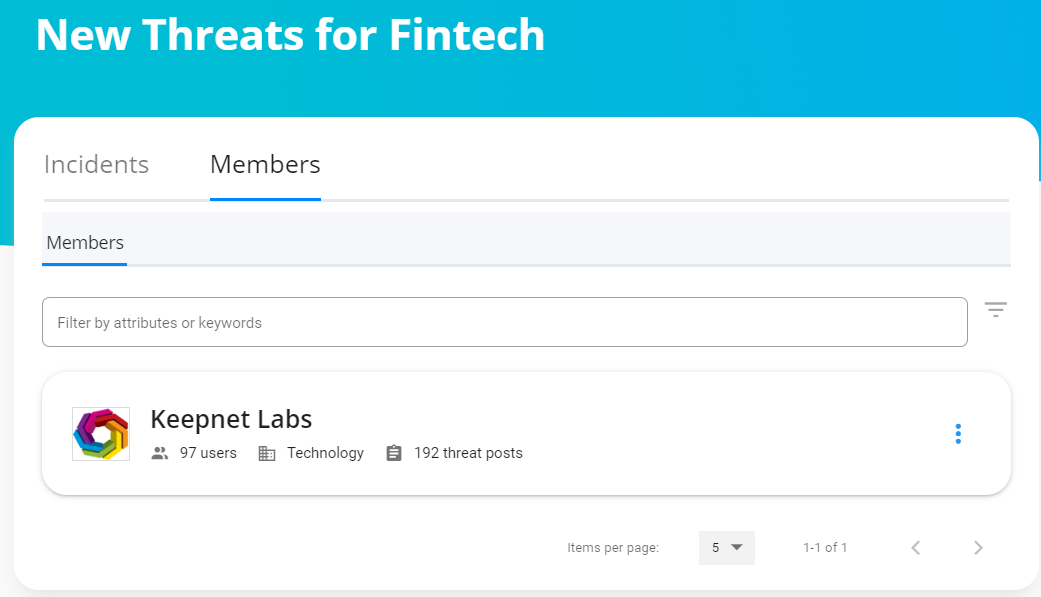 New Threats for Fintech
Incidents Members
Members
Filter by attributes or keywords
Keepnet Labs
97 users Technology 192 threat posts
Items per page: 5 1-1 of 1